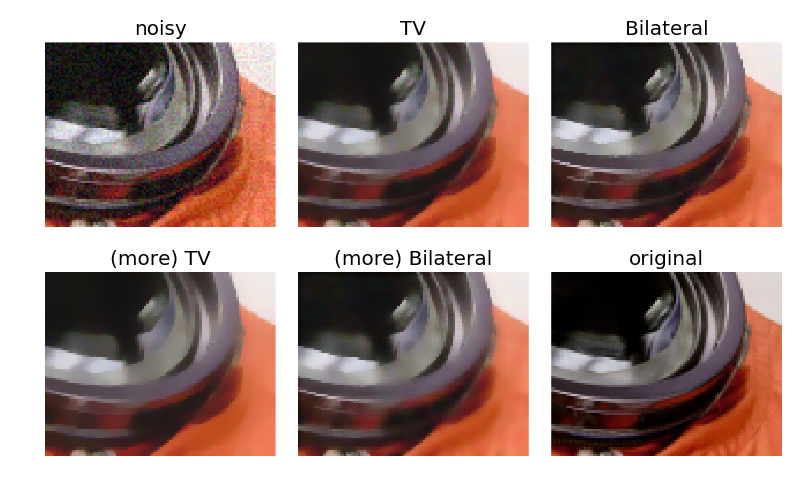 noisy
TV
Bilateral
(more) TV
(more) Bilateral
original